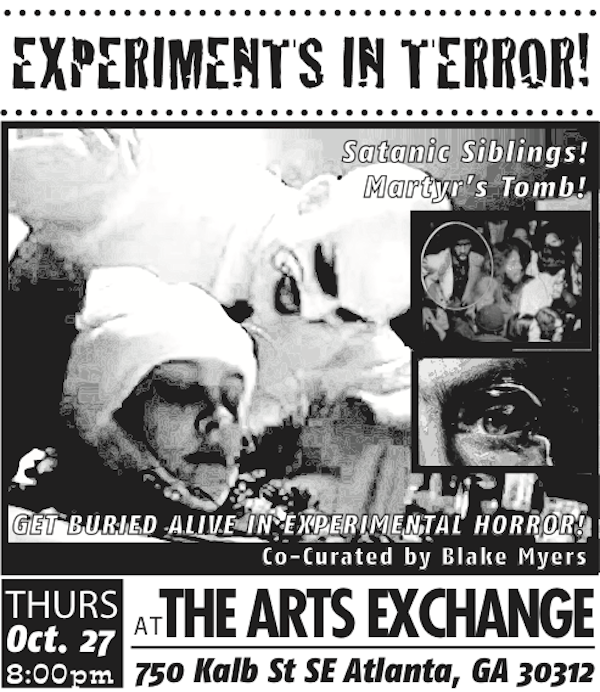 EXPERIMENTS IN TERROR!
Satanic Siblings!
Martyr's Tomb!
GET BURIED ALIVE IN EXPERIMENTAL HORROR!
Co-Curated by Blake Myers
THURS
Oct. 27
8:00pm
AT THE ARTS EXCHANGE
750 Kalb St SE Atlanta, GA 30312